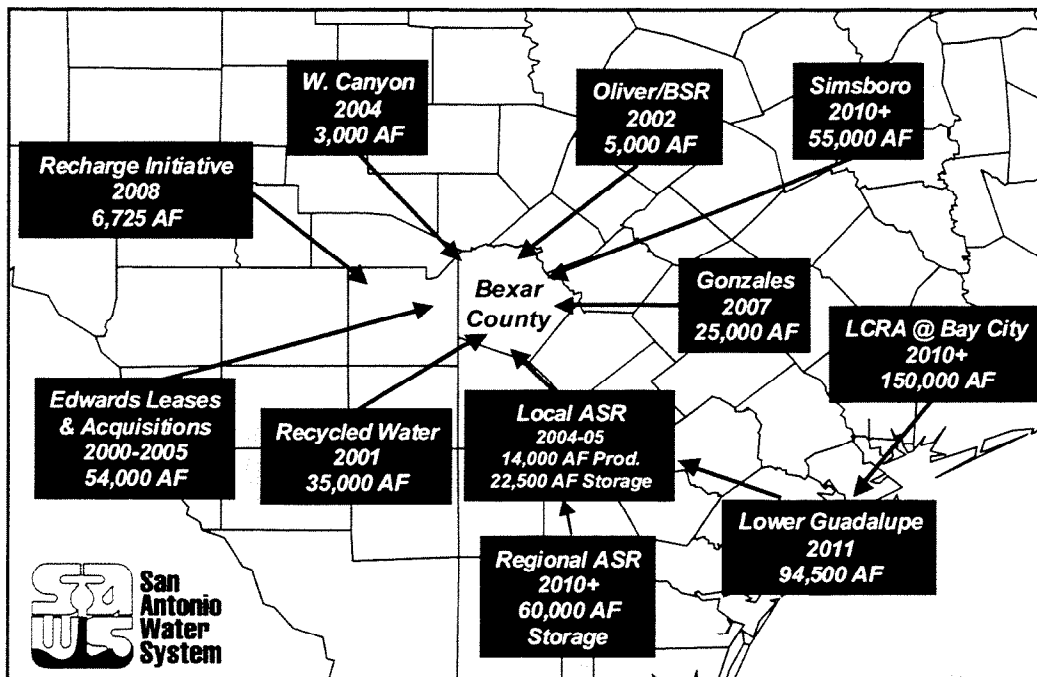 W. Canyon
2004
3,000 AF
Oliver/BSR
2002
5,000 AF
Simsboro
2010+
55,000 AF
Recharge Initiative
2008
6,725 AF
Bexar
County
Gonzales
2007
25,000 AF
LCRA @ Bay City
2010+
150,000 AF
Edwards Leases
& Acquisitions
2000-2005
54,000 AF
Recycled Water
2001
35,000 AF
Local ASR
2004-05
14,000 AF Prod.
22,500 AF Storage
Lower Guadalupe
2011
94,500 AF
Regional ASR
2010+
60,000 AF
Storage
SAWS
San
Antonio
Water
System